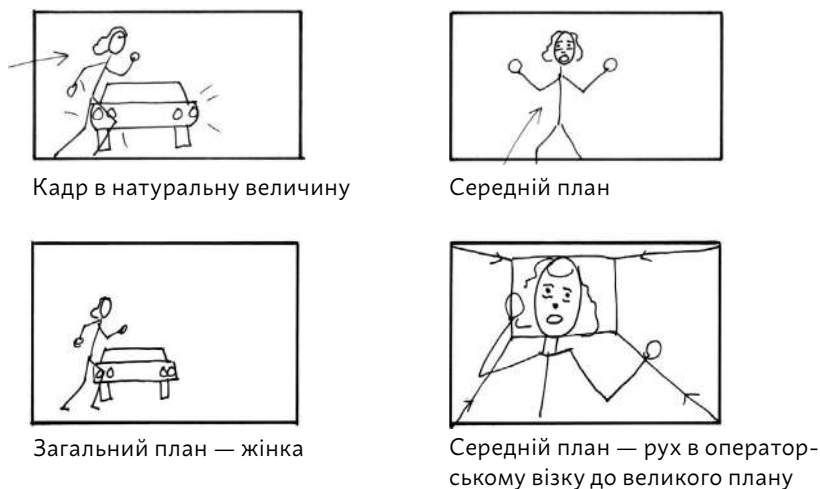 Кадр в натуральну величину
Середній план
Загальний план — жінка
Середній план — рух в оператор-
ському візку до великого плану